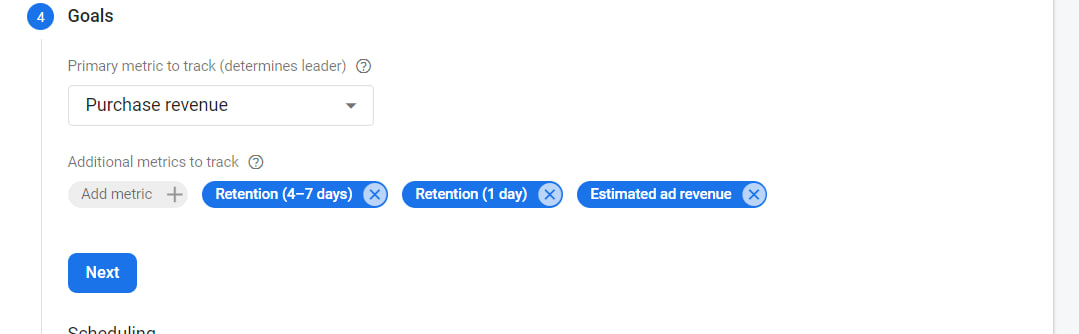 4 Goals
Primary metric to track (determines leader) ?
Purchase revenue
Additional metrics to track ?
Add metric + Retention (4–7 days) × Retention (1 day) × Estimated ad revenue ×
Next
Scheduling